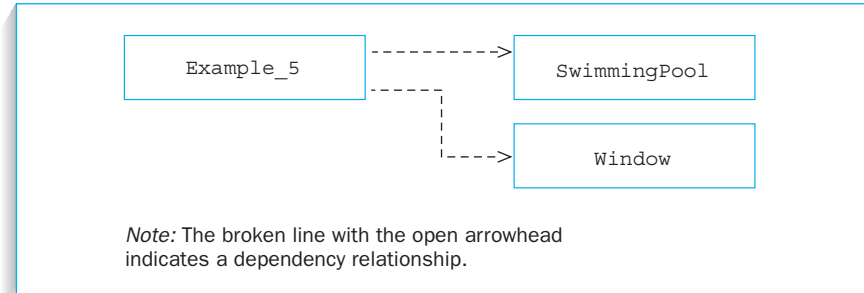 Example_5
SwimmingPool
Window
Note: The broken line with the open arrowhead
indicates a dependency relationship.